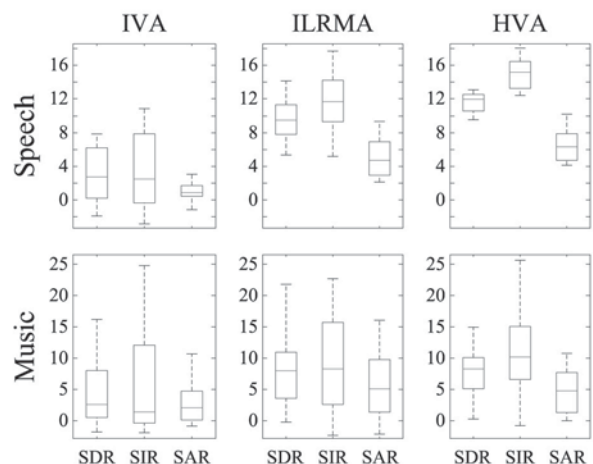 IVA ILRMA HVA
Speech
16 16 16
12 12 12
8 8 8
4 4 4
0 0 0
Music
25 25 25
20 20 20
15 15 15
10 10 10
5 5 5
0 0 0
SDR SIR SAR SDR SIR SAR SDR SIR SAR